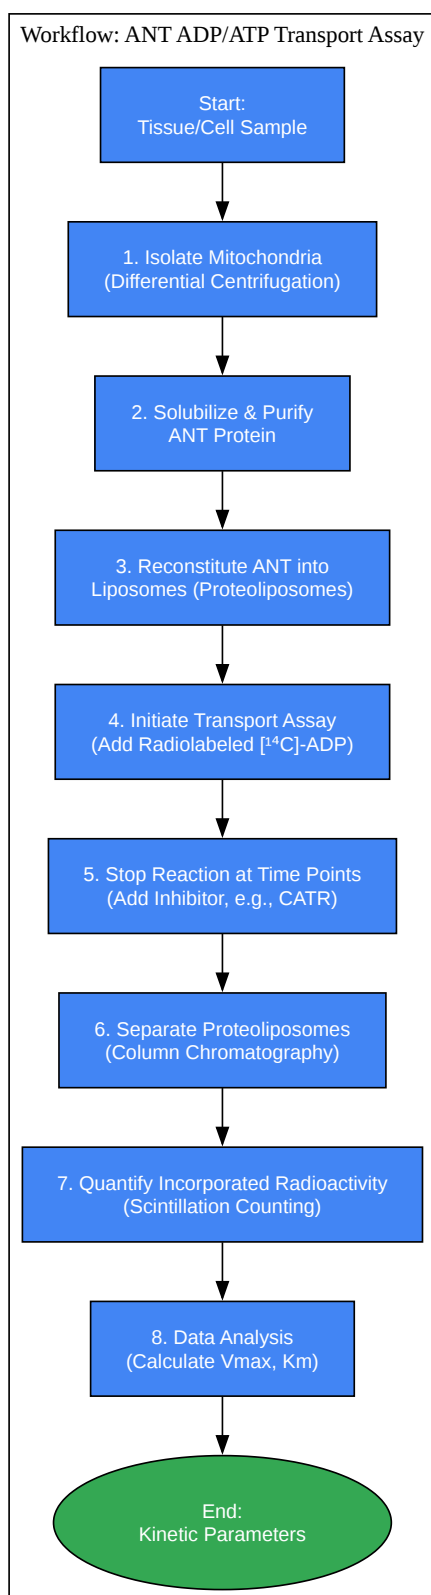 Workflow: ANT ADP/ATP Transport Assay
Start:
Tissue/Cell Sample
1. Isolate Mitochondria
(Differential Centrifugation)
2. Solubilize & Purify
ANT Protein
3. Reconstitute ANT into
Liposomes (Proteoliposomes)
4. Initiate Transport Assay
(Add Radiolabeled [¹⁴C]-ADP)
5. Stop Reaction at Time Points
(Add Inhibitor, e.g., CATR)
6. Separate Proteoliposomes
(Column Chromatography)
7. Quantify Incorporated Radioactivity
(Scintillation Counting)
8. Data Analysis
(Calculate Vmax, Km)
End:
Kinetic Parameters